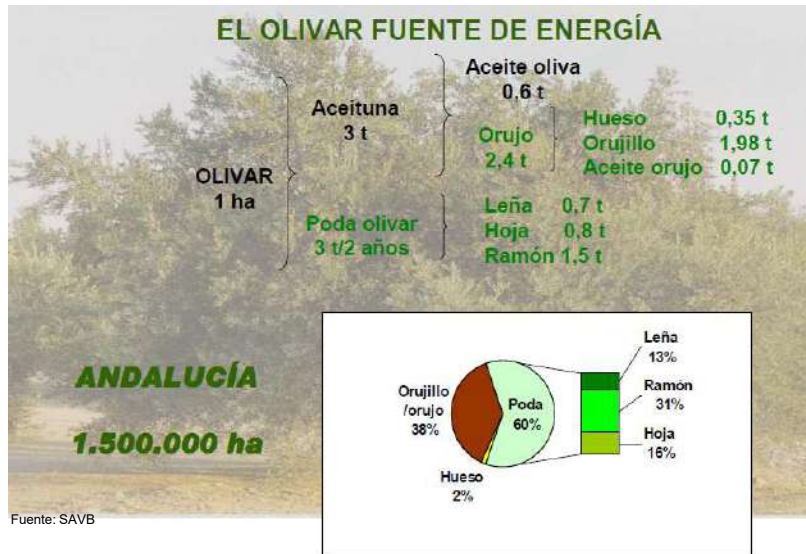 EL OLIVAR FUENTE DE ENERGÍA
OLIVAR
1 ha
Aceituna
3 t
Aceite oliva
0,6 t
Orujo
2,4 t
Hueso 0,35 t
Orujillo 1,98 t
Aceite orujo 0,07 t
Poda olivar
3 t/2 años
Leña 0,7 t
Hoja 0,8 t
Ramón 1,5 t
ANDALUCÍA
1.500.000 ha
Orujillo
/orujo
38%
Hueso
2%
Poda
60%
Leña
13%
Ramón
31%
Hoja
16%
Fuente: SAVB